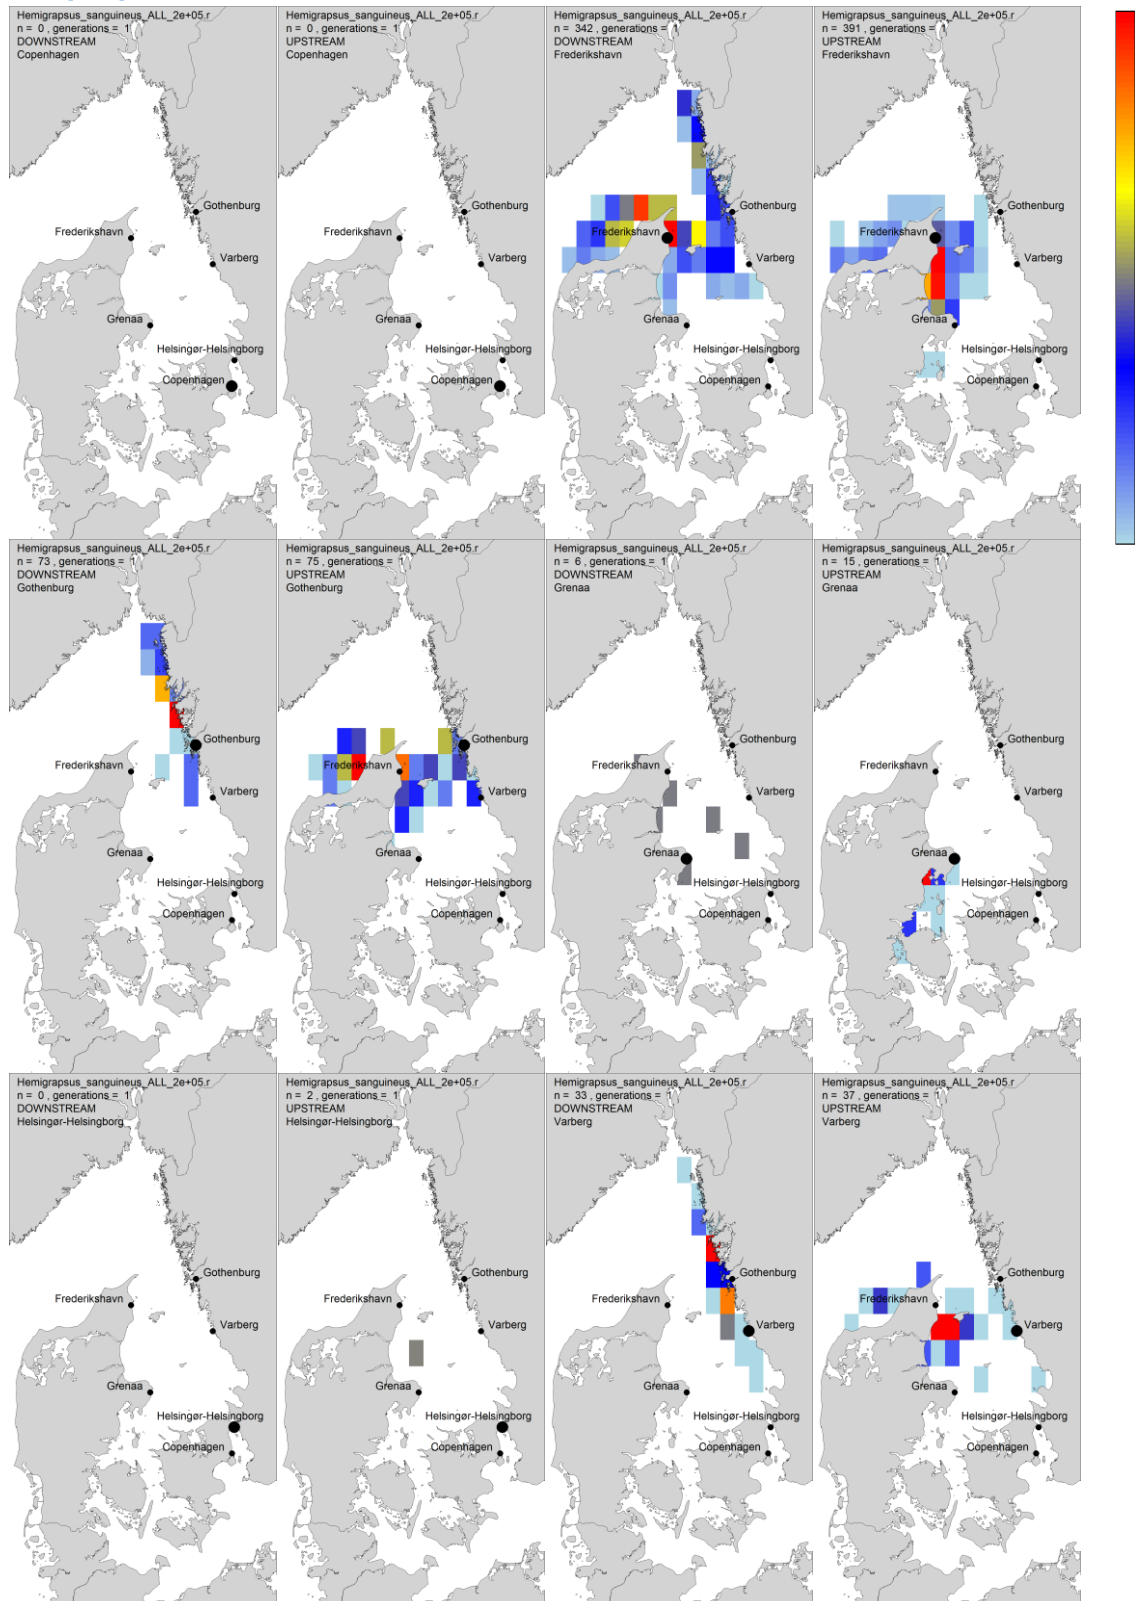 Hemigrapsus_sanguineus_ALL_2e+05.r
n = 0 , generations = 1
DOWNSTREAM
Copenhagen
Gothenburg
Frederikshavn
Varberg
Grenaa
Helsingør-Helsingborg
Copenhagen
Hemigrapsus_sanguineus_ALL_2e+05.r
n = 0 , generations = 1
UPSTREAM
Copenhagen
Gothenburg
Frederikshavn
Varberg
Grenaa
Helsingør-Helsingborg
Copenhagen
Hemigrapsus_sanguineus_ALL_2e+05.r
n = 342 , generations = 1
DOWNSTREAM
Frederikshavn
Gothenburg
Frederikshavn
Varberg
Grenaa
Helsingør-Helsingborg
Copenhagen
Hemigrapsus_sanguineus_ALL_2e+05.r
n = 391 , generations = 1
UPSTREAM
Frederikshavn
Gothenburg
Frederikshavn
Varberg
Grenaa
Helsingør-Helsingborg
Copenhagen
Hemigrapsus_sanguineus_ALL_2e+05.r
n = 73 , generations = 1
DOWNSTREAM
Gothenburg
Gothenburg
Frederikshavn
Varberg
Grenaa
Helsingør-Helsingborg
Copenhagen
Hemigrapsus_sanguineus_ALL_2e+05.r
n = 75 , generations = 1
UPSTREAM
Gothenburg
Gothenburg
Frederikshavn
Varberg
Grenaa
Helsingør-Helsingborg
Copenhagen
Hemigrapsus_sanguineus_ALL_2e+05.r
n = 6 , generations = 1
DOWNSTREAM
Grenaa
Gothenburg
Frederikshavn
Varberg
Grenaa
Helsingør-Helsingborg
Copenhagen
Hemigrapsus_sanguineus_ALL_2e+05.r
n = 15 , generations = 1
UPSTREAM
Grenaa
Gothenburg
Frederikshavn
Varberg
Grenaa
Helsingør-Helsingborg
Copenhagen
Hemigrapsus_sanguineus_ALL_2e+05.r
n = 0 , generations = 1
DOWNSTREAM
Helsingør-Helsingborg
Gothenburg
Frederikshavn
Varberg
Grenaa
Helsingør-Helsingborg
Copenhagen
Hemigrapsus_sanguineus_ALL_2e+05.r
n = 2 , generations = 1
UPSTREAM
Helsingør-Helsingborg
Gothenburg
Frederikshavn
Varberg
Grenaa
Helsingør-Helsingborg
Copenhagen
Hemigrapsus_sanguineus_ALL_2e+05.r
n = 33 , generations = 1
DOWNSTREAM
Varberg
Gothenburg
Frederikshavn
Varberg
Grenaa
Helsingør-Helsingborg
Copenhagen
Hemigrapsus_sanguineus_ALL_2e+05.r
n = 37 , generations = 1
UPSTREAM
Varberg
Gothenburg
Frederikshavn
Varberg
Grenaa
Helsingør-Helsingborg
Copenhagen